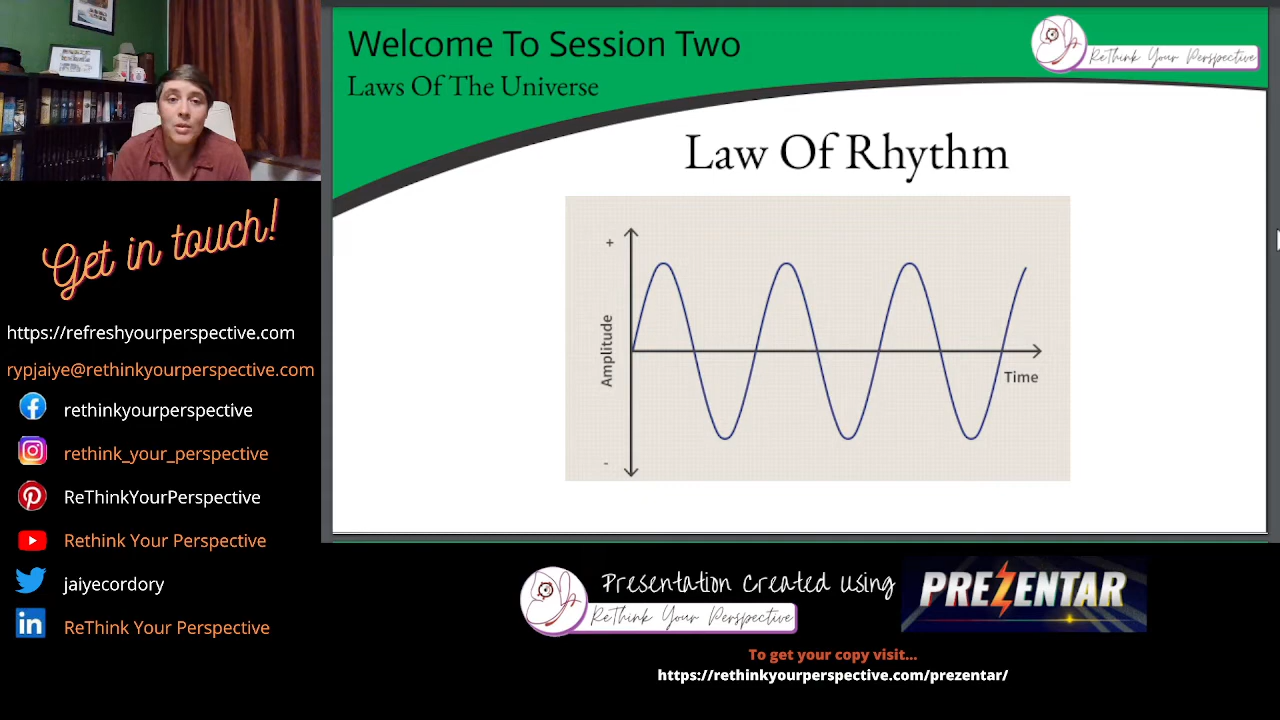 Welcome To Session Two
Laws Of The Universe
ReThink Your Perspective
Law Of Rhythm
+
Amplitude
Time
-
Get in touch!
https://refreshyourperspective.com
rypjaiye@rethinkyourperspective.com
rethinkyourperspective
rethink_your_perspective
ReThinkYourPerspective
Rethink Your Perspective
jaiyecordory
ReThink Your Perspective
Presentation Created Using
ReThink Your Perspective
PREZENTAR
To get your copy visit...
https://rethinkyourperspective.com/prezentar/